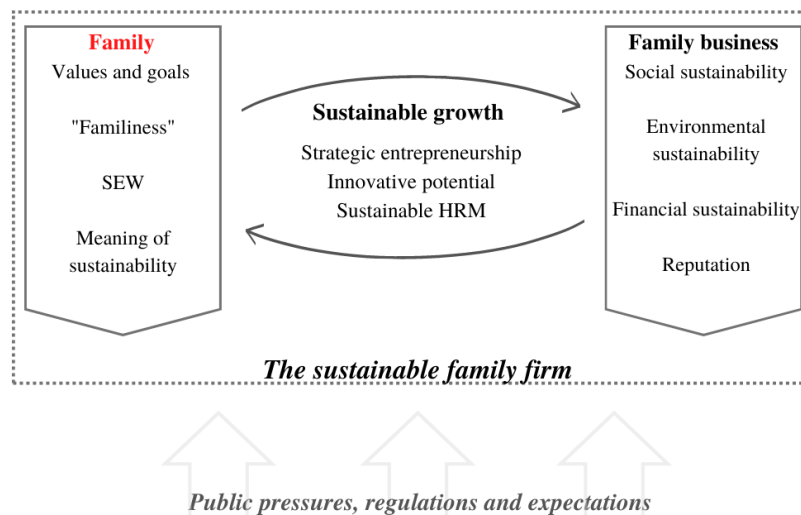 Family
Values and goals
"Familiness"
SEW
Meaning of
sustainability
Sustainable growth
Strategic entrepreneurship
Innovative potential
Sustainable HRM
Family business
Social sustainability
Environmental
sustainability
Financial sustainability
Reputation
The sustainable family firm
Public pressures, regulations and expectations